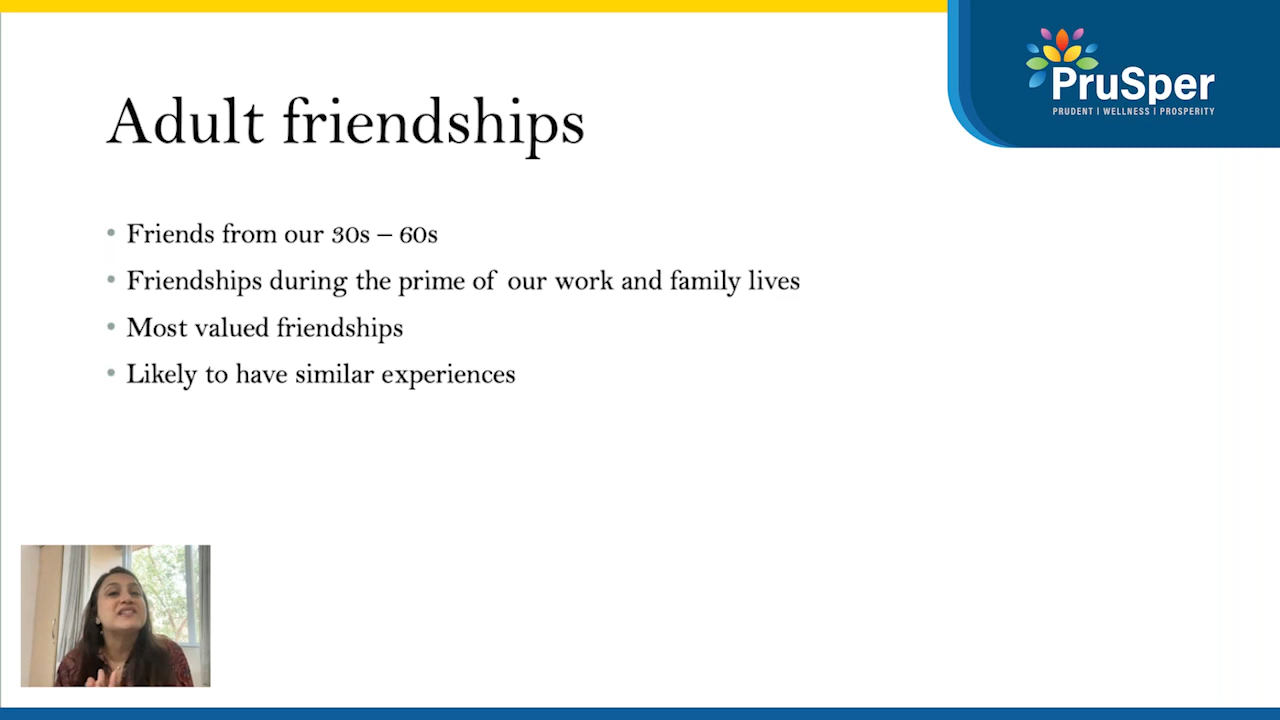 PruSper
PRUDENT | WELLNESS | PROSPERITY
Adult friendships
• Friends from our 30s – 60s
• Friendships during the prime of our work and family lives
• Most valued friendships
• Likely to have similar experiences